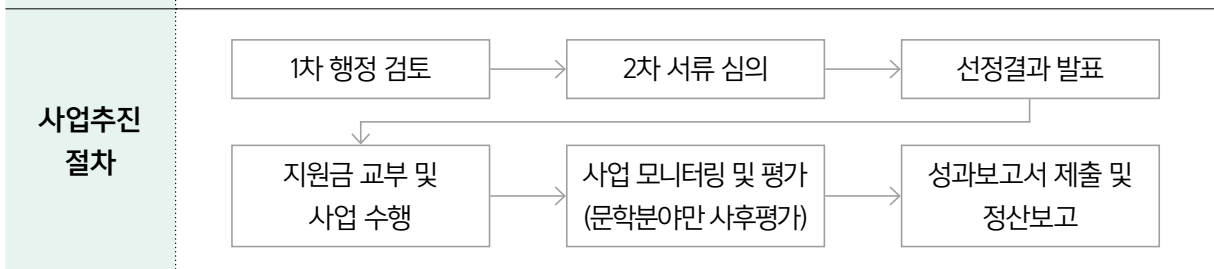 사업추진
절차
1차 행정 검토
2차 서류 심의
선정결과 발표
지원금 교부 및
사업 수행
사업 모니터링 및 평가
(문학분야만 사후평가)
성과보고서 제출 및
정산보고